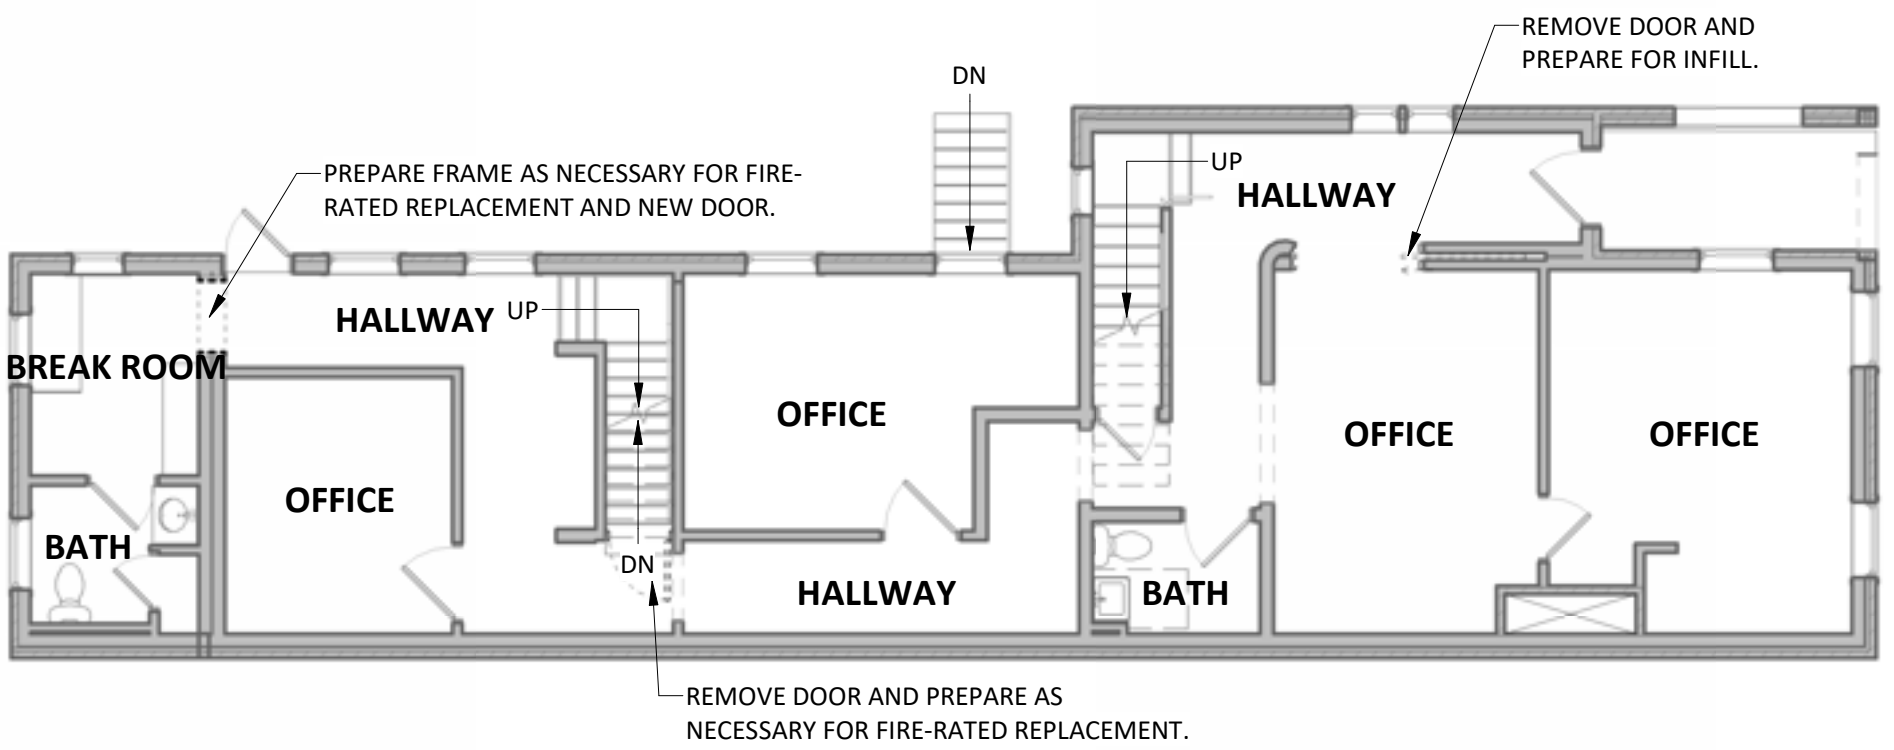 REMOVE DOOR AND
PREPARE FOR INFILL.
DN
UP
PREPARE FRAME AS NECESSARY FOR FIRE-
RATED REPLACEMENT AND NEW DOOR.
HALLWAY
HALLWAY
UP
BREAK ROOM
OFFICE
OFFICE
OFFICE
OFFICE
BATH
DN
HALLWAY
BATH
REMOVE DOOR AND PREPARE AS
NECESSARY FOR FIRE-RATED REPLACEMENT.